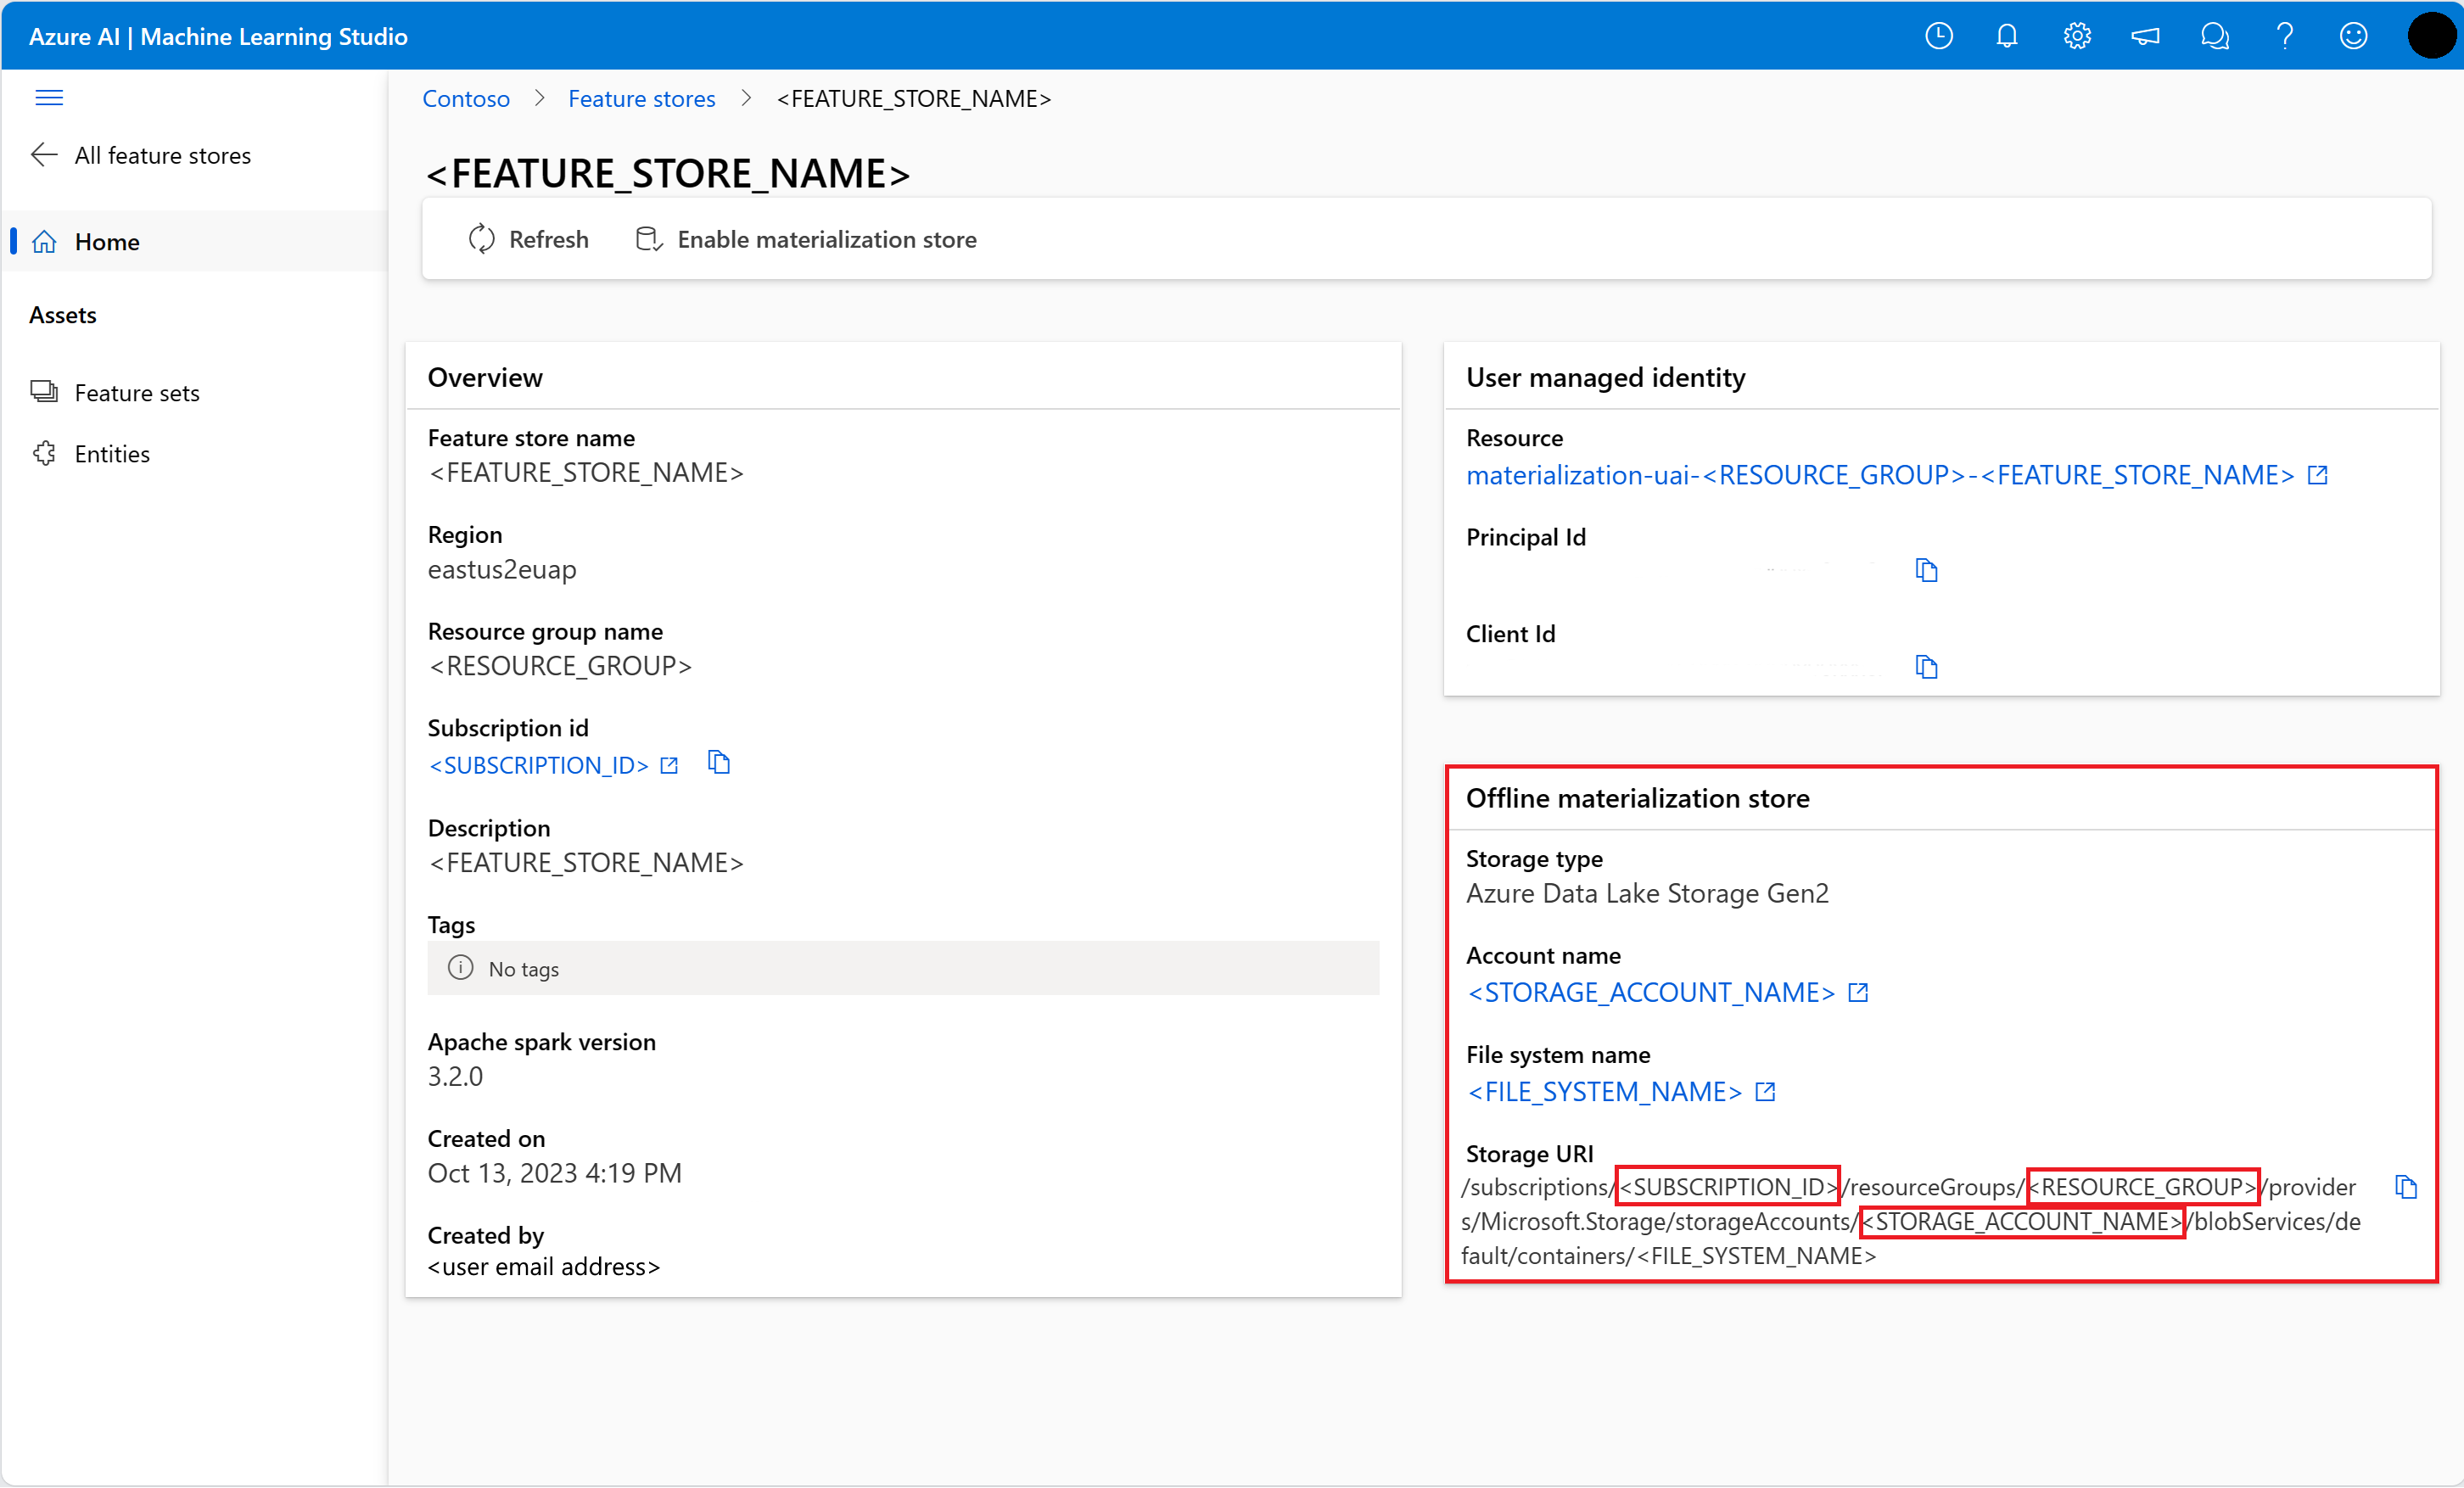 Azure AI | Machine Learning Studio
All feature stores
Home
Assets
Feature sets
Entities
Contoso > Feature stores > <FEATURE_STORE_NAME>
<FEATURE_STORE_NAME>
Refresh
Enable materialization store
Overview
Feature store name
<FEATURE_STORE_NAME>
Region
eastus2euap
Resource group name
<RESOURCE_GROUP>
Subscription id
<SUBSCRIPTION_ID>
Description
<FEATURE_STORE_NAME>
Tags
No tags
Apache spark version
3.2.0
Created on
Oct 13, 2023 4:19 PM
Created by
<user email address>
User managed identity
Resource
materialization-uai-<RESOURCE_GROUP>-<FEATURE_STORE_NAME>
Principal Id
Client Id
Offline materialization store
Storage type
Azure Data Lake Storage Gen2
Account name
<STORAGE_ACCOUNT_NAME>
File system name
<FILE_SYSTEM_NAME>
Storage URI
/subscriptions/<SUBSCRIPTION_ID>/resourceGroups/<RESOURCE_GROUP>/provider
s/Microsoft.Storage/storageAccounts/<STORAGE_ACCOUNT_NAME>/blobServices/de
fault/containers/<FILE_SYSTEM_NAME>